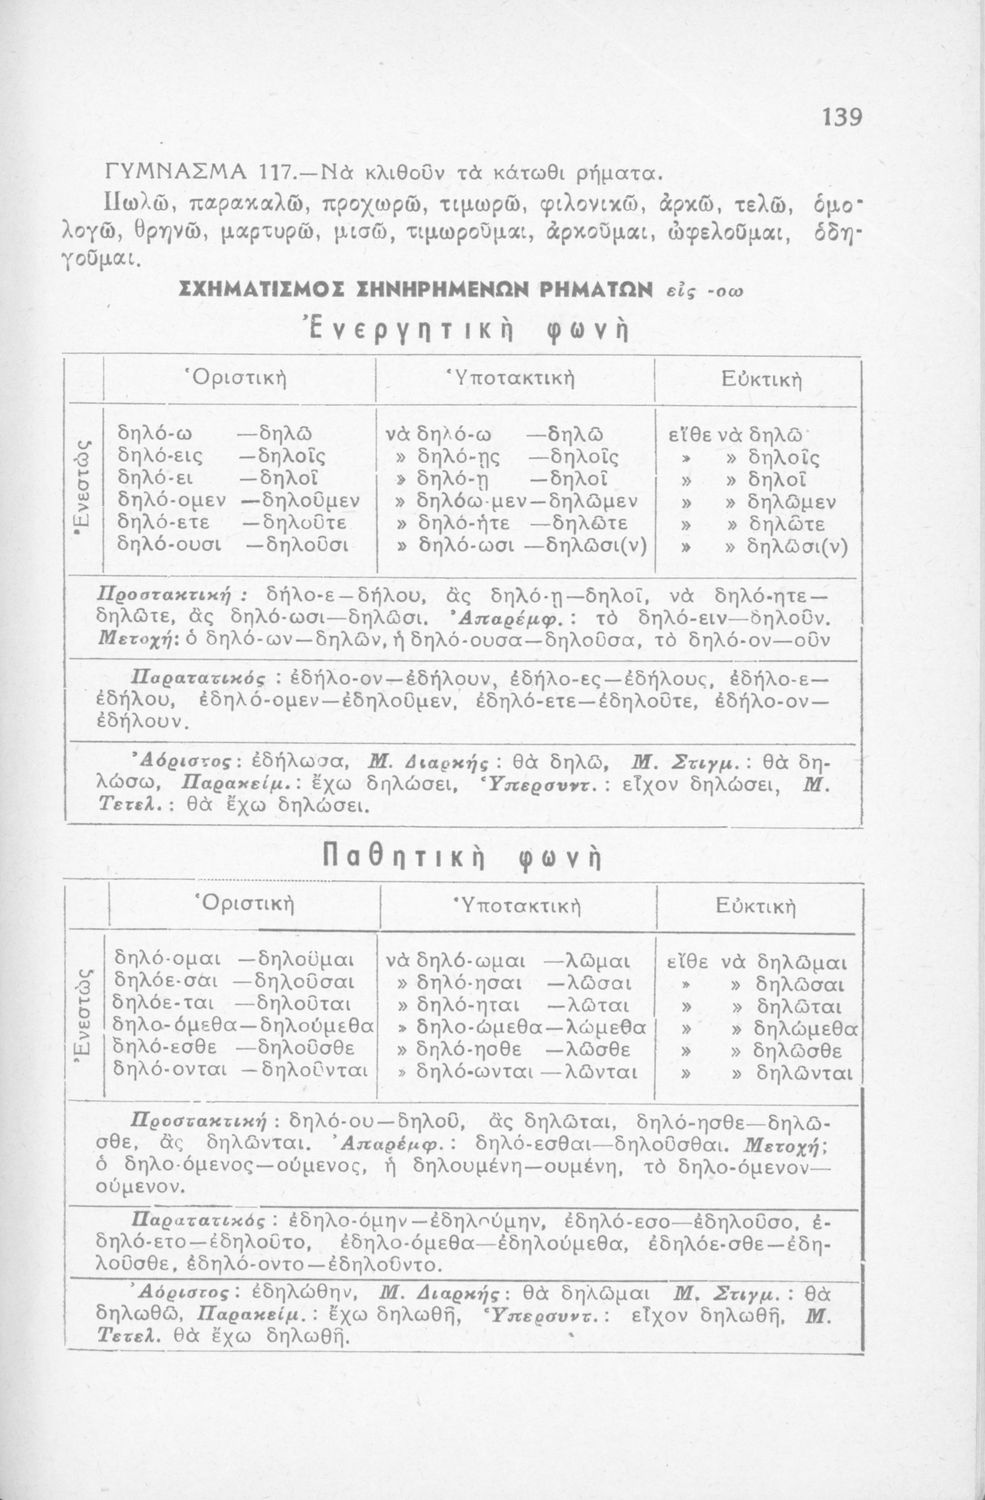 139
ΓΥΜΝΑΣΜΑ 117.—Νὰ κλιθοῦν τὰ κάτωθι ρήματα.
Πωλῶ, παρακαλῶ, προχωρῶ, τιμωρῶ, φιλονικῶ, ἀρκῶ, τελῶ, ὁμο-
λογῶ, θρηνῶ, μαρτυρῶ, μισῶ, τιμωροῦμαι, ἀρκοῦμαι, ὠφελοῦμαι, ὁδη-
γοῦμαι.
ΣΧΗΜΑΤΙΣΜΟΣ ΣΗΝΗΡΗΜΕΝΩΝ ΡΗΜΑΤΩΝ εἰς -οω
Ἐνεργητικὴ φωνὴ
Ὁριστικὴ Ὑποτακτικὴ Εὐκτικὴ
Ἐνεστώς
δηλό-ω —δηλῶ νὰ δηλό-ω —δηλῶ εἴθε νὰ δηλῶ
δηλό-εις —δηλοῖς » δηλό-ῃς —δηλοῖς » » δηλοῖς
δηλό-ει —δηλοῖ » δηλό-ῃ —δηλοῖ » » δηλοῖ
δηλό-ομεν —δηλοῦμεν » δηλόω-μεν—δηλῶμεν » » δηλῶμεν
δηλό-ετε —δηλοῦτε » δηλό-ήτε —δηλῶτε » » δηλῶτε
δηλό-ουσι —δηλοῦσι » δηλό-ωσι —δηλῶσι(ν) » » δηλῶσι(ν)
Προστακτική : δήλο-ε—δήλου, ἂς δηλό-ῃ—δηλοῖ, νὰ δηλό-ητε—
δηλῶτε, ἂς δηλό-ωσι—δηλῶσι. Ἀπαρέμφ. : τὸ δηλό-ειν—δηλοῦν.
Μετοχή: ὁ δηλό-ων—δηλῶν, ἡ δηλό-ουσα—δηλοῦσα, τὸ δηλό-ον—οῦν
Παρατατικός : ἐδήλο-ον—ἐδήλουν, ἐδήλο-ες—ἐδήλους, ἐδήλο-ε—
ἐδήλου, ἐδηλό-ομεν—ἐδηλοῦμεν, ἐδηλό-ετε—ἐδηλοῦτε, ἐδήλο-ον—
ἐδήλουν.
Ἀόριστος : ἐδήλωσα, Μ. Διαρκής : θὰ δηλῶ, Μ. Στιγμ. : θὰ δη-
λώσω, Παρακείμ. : ἔχω δηλώσει, Ὑπερσυντ. : εἶχον δηλώσει, Μ.
Τετελ. : θὰ ἔχω δηλώσει.
Παθητικὴ φωνὴ
Ὁριστικὴ Ὑποτακτικὴ Εὐκτικὴ
Ἐνεστώς
δηλό-ομαι —δηλοῦμαι νὰ δηλό-ωμαι —λῶμαι εἴθε νὰ δηλῶμαι
δηλόε-σαι —δηλοῦσαι » δηλό-ησαι —λῶσαι » » δηλῶσαι
δηλόε-ται —δηλοῦται » δηλό-ηται —λῶται » » δηλῶται
δηλο-όμεθα—δηλούμεθα » δηλο-ώμεθα—λώμεθα » » δηλώμεθα
δηλό-εσθε —δηλοῦσθε » δηλό-ησθε —λῶσθε » » δηλῶσθε
δηλό-ονται —δηλοῦνται » δηλό-ωνται —λῶνται » » δηλῶνται
Προστακτική : δηλό-ου—δηλοῦ, ἂς δηλῶται, δηλό-ησθε—δηλῶ-
σθε, ἂς δηλῶνται. Ἀπαρέμφ. : δηλό-εσθαι—δηλοῦσθαι. Μετοχή:
ὁ δηλο-όμενος—ούμενος, ἡ δηλουμένη—ουμένη, τὸ δηλο-όμενον—
ούμενον.
Παρατατικός : ἐδηλο-όμην—ἐδηλούμην, ἐδηλό-εσο—ἐδηλοῦσο, ἐ-
δηλό-ετο—ἐδηλοῦτο, ἐδηλο-όμεθα—ἐδηλούμεθα, ἐδηλόε-σθε—ἐδη-
λοῦσθε, ἐδηλό-οντο—ἐδηλοῦντο.
Ἀόριστος : ἐδηλώθην, Μ. Διαρκής : θὰ δηλῶμαι Μ. Στιγμ. : θὰ
δηλωθῶ, Παρακείμ. : ἔχω δηλωθῆ, Ὑπερσυντ. : εἶχον δηλωθῆ, Μ.
Τετελ. θὰ ἔχω δηλωθῆ.